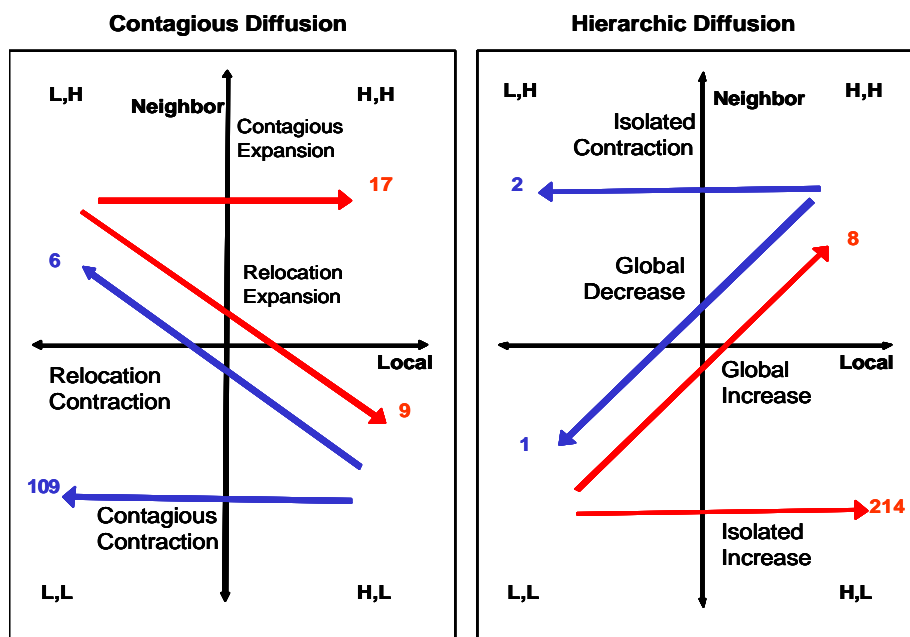 Contagious Diffusion
L,H
Neighbor
H,H
Contagious
Expansion
17
6
Relocation
Expansion
Local
Relocation
Contraction
9
109
Contagious
Contraction
L,L
H,L
Hierarchic Diffusion
L,H
Neighbor
H,H
Isolated
Contraction
2
8
Global
Decrease
Local
Global
Increase
1
214
Isolated
Increase
L,L
H,L